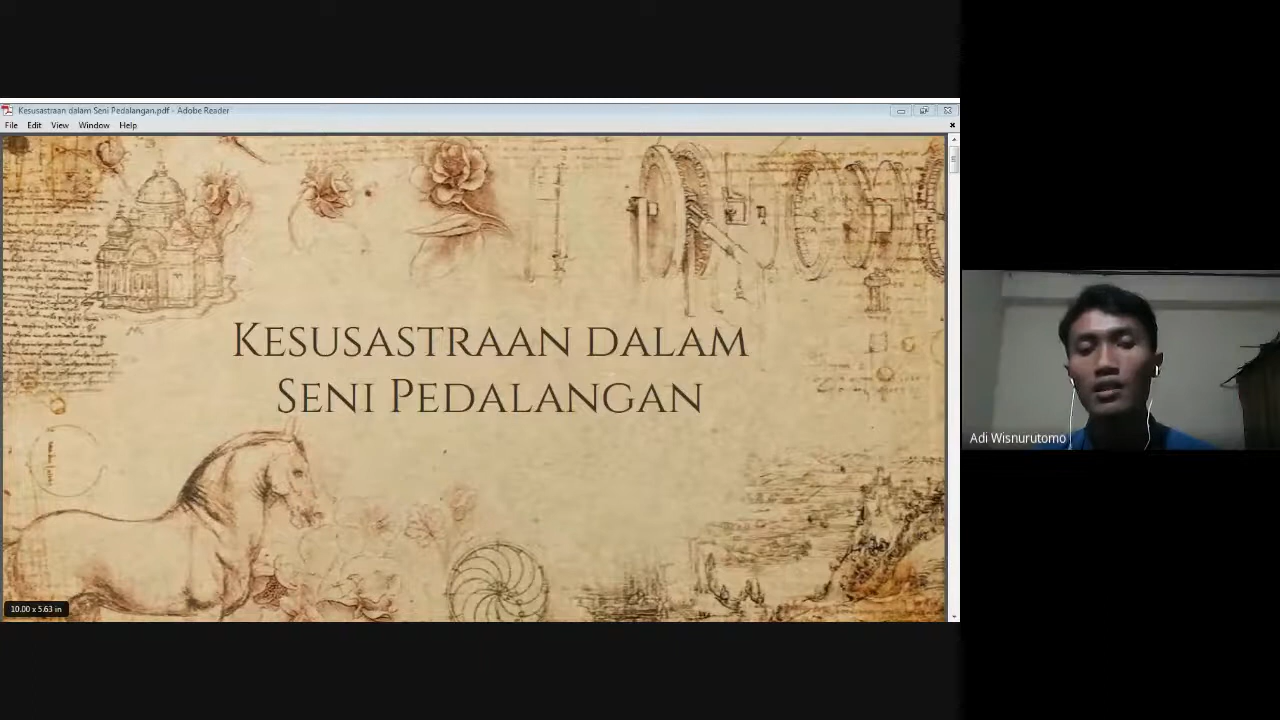 Kesusastraan dalam Seni Pedalangan.pdf - Adobe Reader
File Edit View Window Help
KESUSASTRAAN DALAM
SENI PEDALANGAN
10.00 x 5.63 in
Adi Wisnurutomo